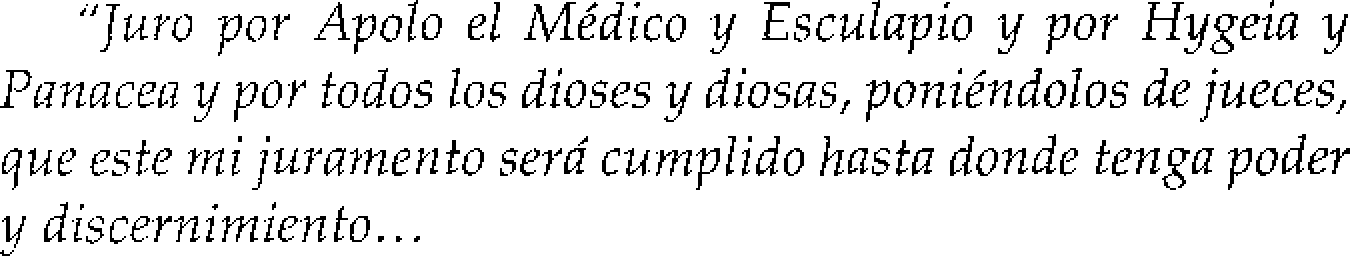 “Juro por Apolo el Médico y Esculapio y por Hygeia y
Panacea y por todos los dioses y diosas, poniéndolos de jueces,
que este mi juramento será cumplido hasta donde tenga poder
y discernimiento…